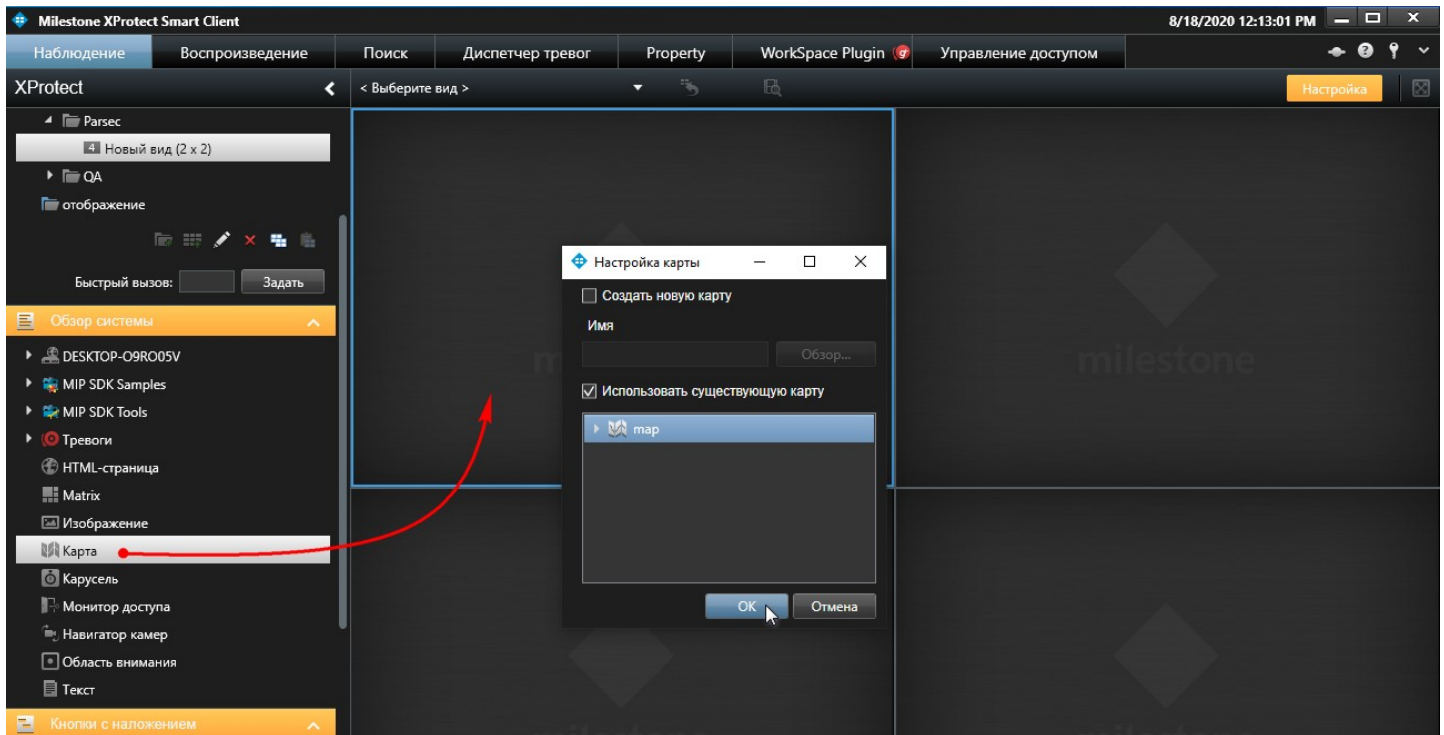 Milestone XProtect Smart Client
8/18/2020 12:13:01 PM
Наблюдение Воспроизведение Поиск Диспетчер тревог Property WorkSpace Plugin Управление доступом
XProtect < Выберите вид > Настройка
Parsec
4 Новый вид (2 x 2)
QA
отображение
Быстрый вызов: Задать
Обзор системы
DESKTOP-O9RO05V
MIP SDK Samples
MIP SDK Tools
Тревоги
HTML-страница
Matrix
Изображение
Карта
Карусель
Монитор доступа
Навигатор камер
Область внимания
Текст
Кнопки с наложением
Настройка карты
Создать новую карту
Имя
Обзор...
Использовать существующую карту
map
OK Отмена
milestone